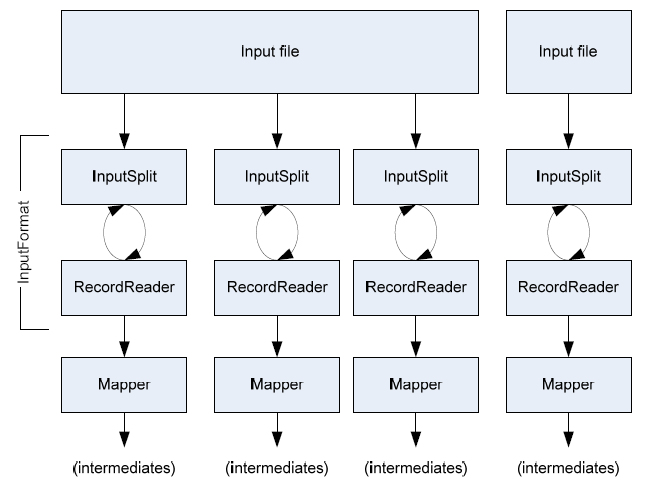 Input file
Input file
InputSplit
InputSplit
InputSplit
InputSplit
InputFormat
RecordReader
RecordReader
RecordReader
RecordReader
Mapper
Mapper
Mapper
Mapper
(intermediates)
(intermediates)
(intermediates)
(intermediates)